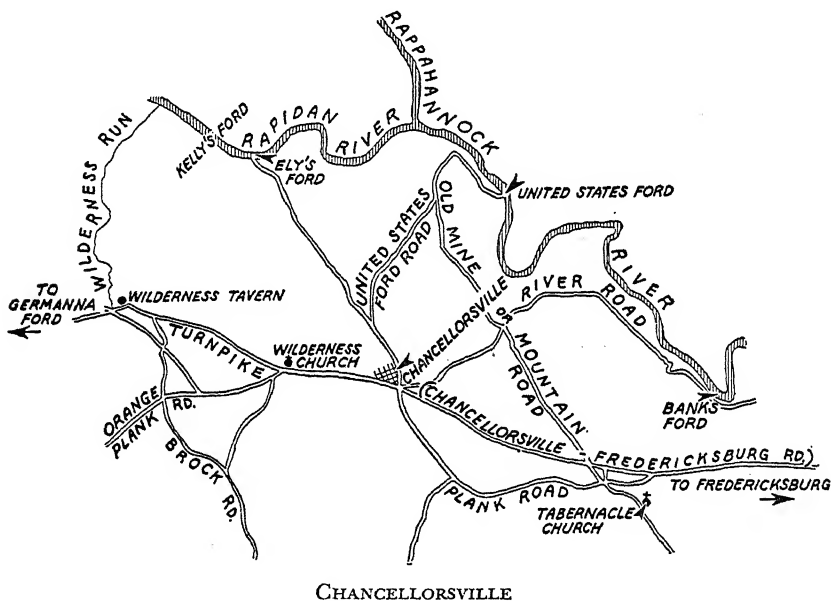 RAPPAHANNOCK
RAPIDAN RIVER
KELLY'S FORD
ELY'S
FORD
WILDERNESS RUN
UNITED STATES FORD
UNITED STATES
FORD ROAD
OLD MINE
OR MOUNTAIN
ROAD
RIVER
RIVER ROAD
TO
GERMANNA
FORD
WILDERNESS TAVERN
TURNPIKE
WILDERNESS
CHURCH
CHANCELLORSVILLE
(CHANCELLORSVILLE - FREDERICKSBURG RD.)
BANKS
FORD
ORANGE
PLANK RD.
BROCK RD.
PLANK ROAD
TO FREDERICKSBURG
TABERNACLE
CHURCH
CHANCELLORSVILLE